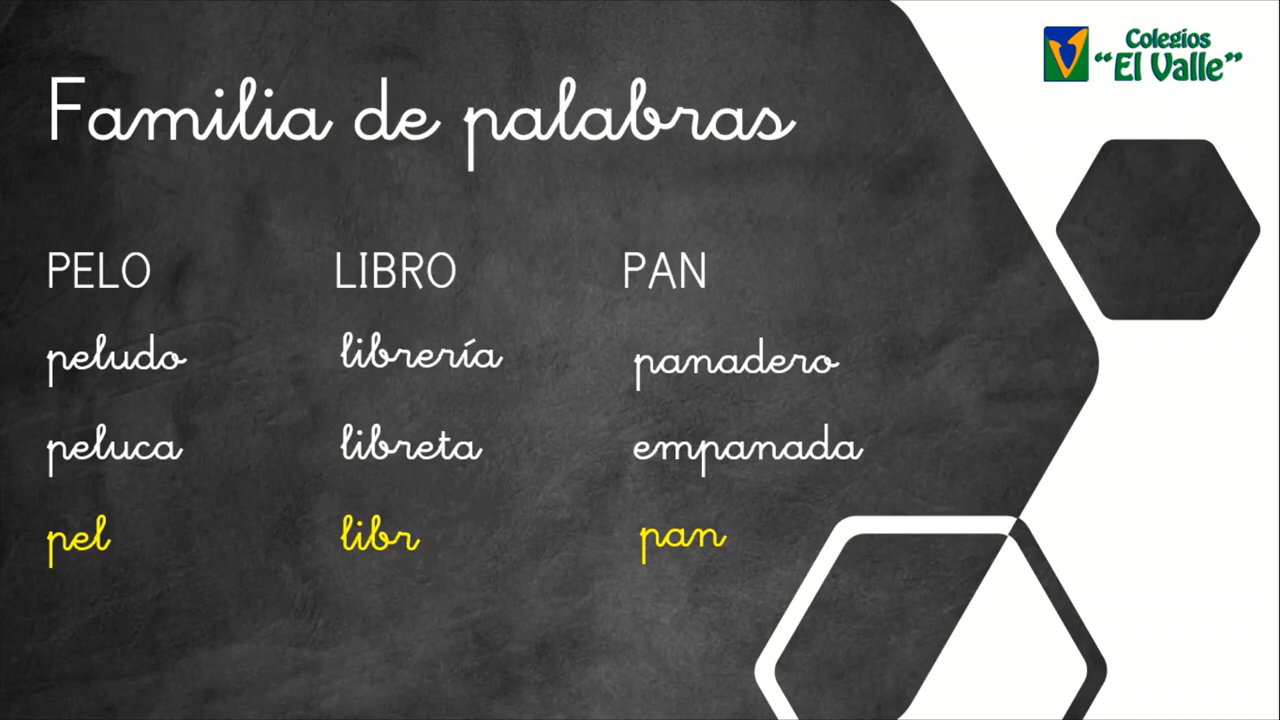 Colegios
“El Valle”
Familia de palabras
PELO LIBRO PAN
peludo librería panadero
peluca libreta empanada
pel libr pan